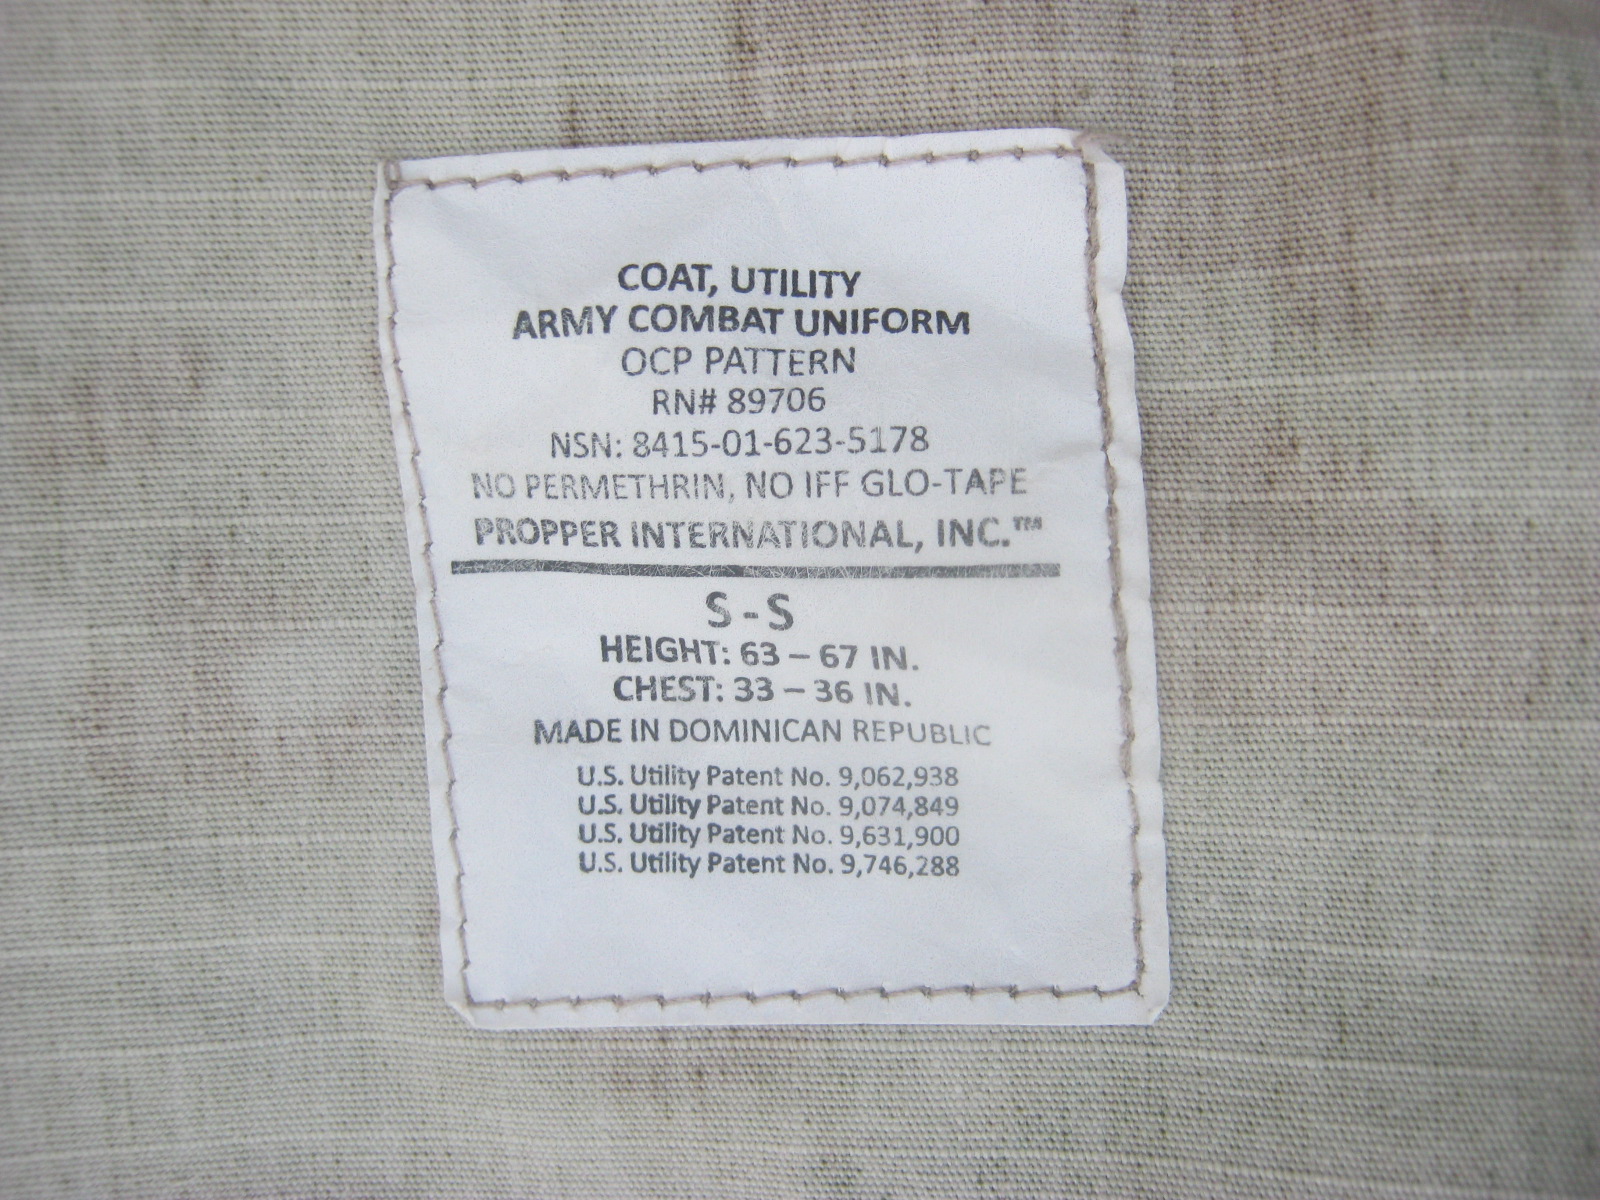 COAT, UTILITY
ARMY COMBAT UNIFORM
OCP PATTERN
RN# 89706
NSN: 8415-01-623-5178
NO PERMETHRIN, NO IFF GLO-TAPE
PROPPER INTERNATIONAL, INC.™
S - S
HEIGHT: 63 – 67 IN.
CHEST: 33 – 36 IN.
MADE IN DOMINICAN REPUBLIC
U.S. Utility Patent No. 9,062,938
U.S. Utility Patent No. 9,074,849
U.S. Utility Patent No. 9,631,900
U.S. Utility Patent No. 9,746,288